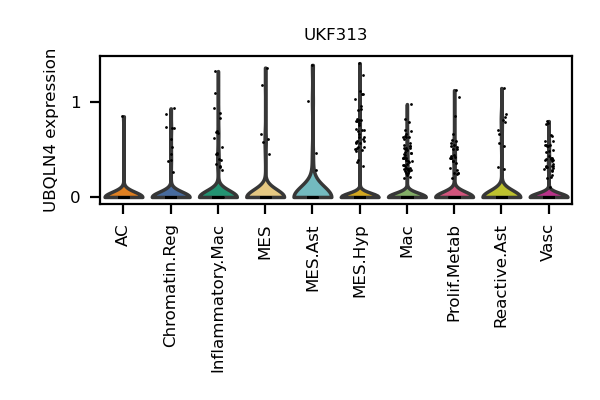 UKF313
UBQLN4 expression
1
0
AC
Chromatin.Reg
Inflammatory.Mac
MES
MES.Ast
MES.Hyp
Mac
Prolif.Metab
Reactive.Ast
Vasc